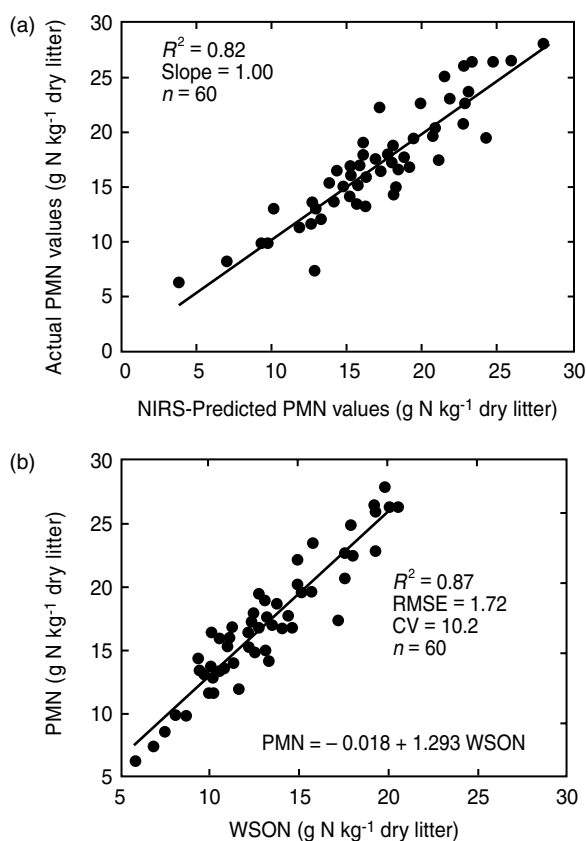 (a)
30
25
20
15
10
5
0
R² = 0.82
Slope = 1.00
n = 60
Actual PMN values (g N kg⁻¹ dry litter)
0 5 10 15 20 25 30
NIRS-Predicted PMN values (g N kg⁻¹ dry litter)
(b)
30
25
20
15
10
5
R² = 0.87
RMSE = 1.72
CV = 10.2
n = 60
PMN = – 0.018 + 1.293 WSON
PMN (g N kg⁻¹ dry litter)
5 10 15 20 25 30
WSON (g N kg⁻¹ dry litter)